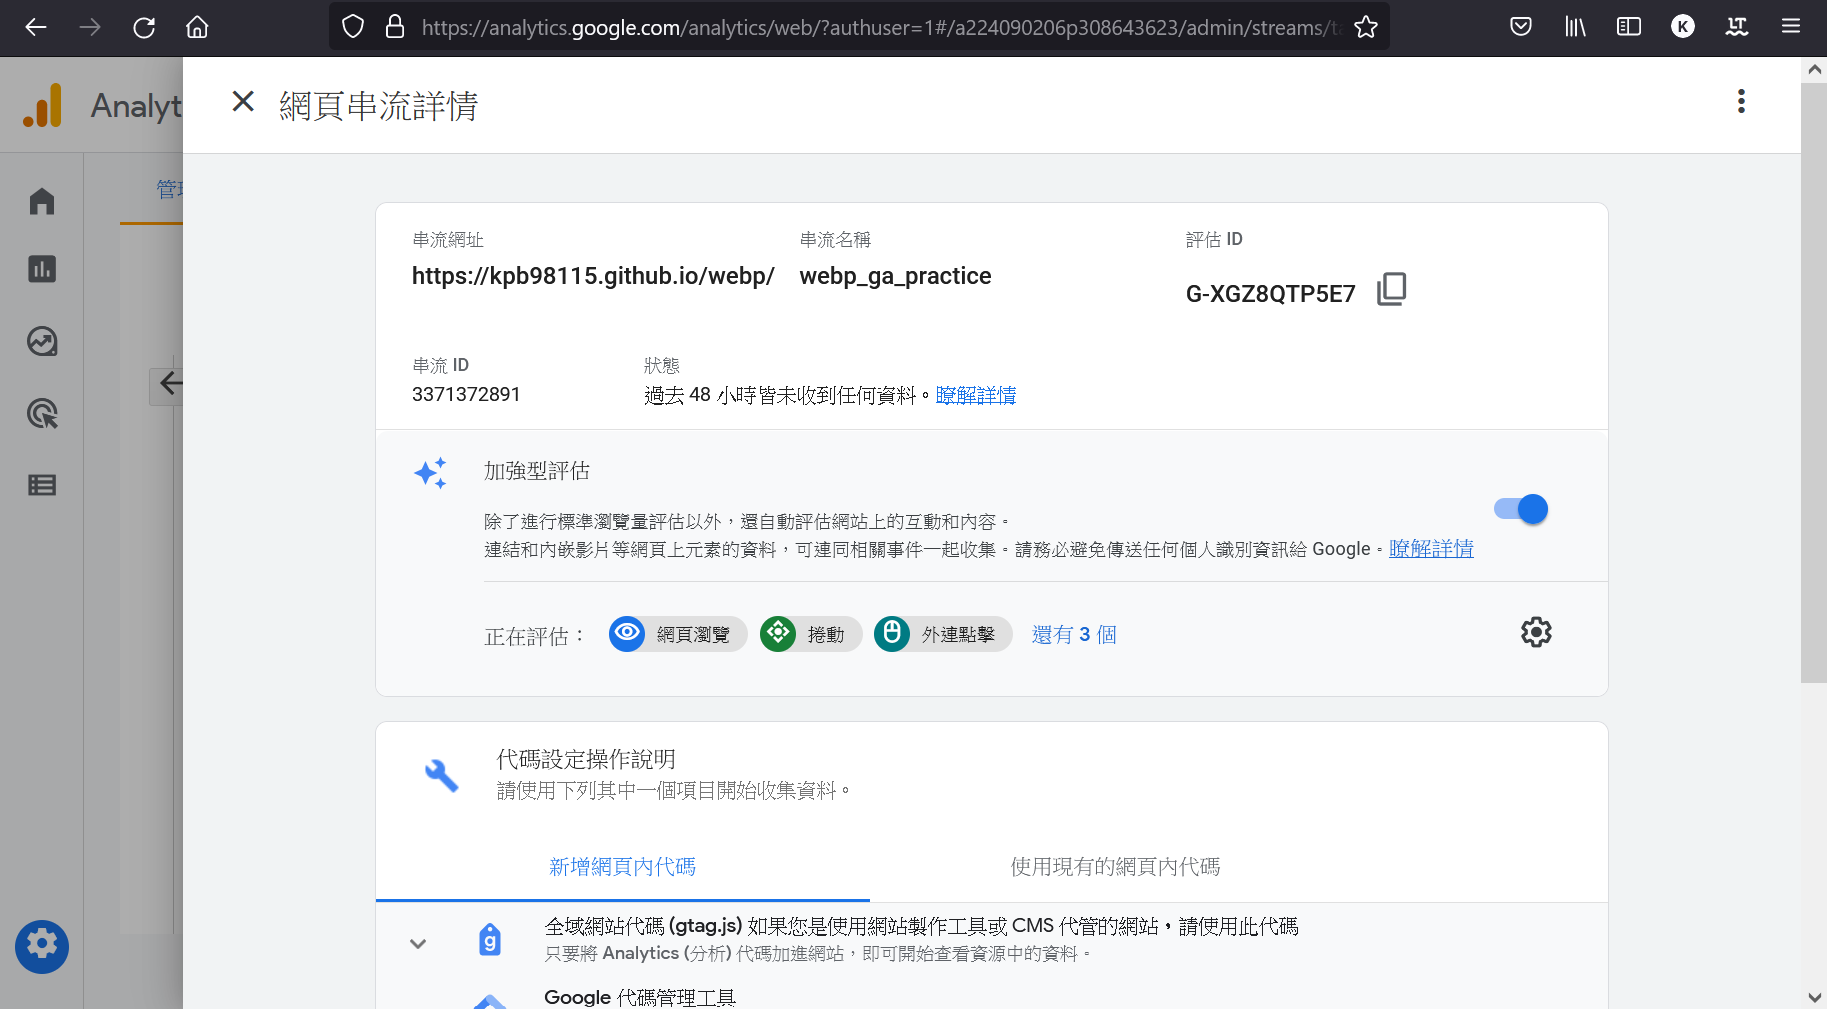 https://analytics.google.com/analytics/web/?authuser=1#/a224090206p308643623/admin/streams/ta
K
Analyt
網頁串流詳情
管理
串流網址
串流名稱
評估 ID
https://kpb98115.github.io/webp/
webp_ga_practice
G-XGZ8QTP5E7
串流 ID
狀態
3371372891
過去 48 小時皆未收到任何資料。瞭解詳情
加強型評估
除了進行標準瀏覽量評估以外，還自動評估網站上的互動和內容。
連結和內嵌影片等網頁上元素的資料，可連同相關事件一起收集。請務必避免傳送任何個人識別資訊給 Google。瞭解詳情
正在評估：
網頁瀏覽
捲動
外連點擊
還有 3 個
代碼設定操作說明
請使用下列其中一個項目開始收集資料。
新增網頁內代碼
使用現有的網頁內代碼
全域網站代碼 (gtag.js) 如果您是使用網站製作工具或 CMS 代管的網站，請使用此代碼
只要將 Analytics (分析) 代碼加進網站，即可開始查看資源中的資料。
Google 代碼管理工具